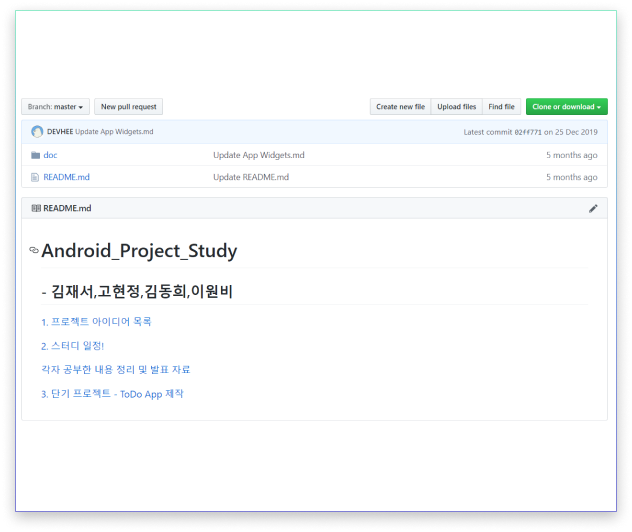 Branch: master
New pull request
Create new file
Upload files
Find file
Clone or download
DEVHEE Update App Widgets.md
Latest commit 02ff771 on 25 Dec 2019
doc
Update App Widgets.md
5 months ago
README.md
Update README.md
5 months ago
README.md
Android_Project_Study
- 김재서,고현정,김동희,이원비
1. 프로젝트 아이디어 목록
2. 스터디 일정!
각자 공부한 내용 정리 및 발표 자료
3. 단기 프로젝트 - ToDo App 제작